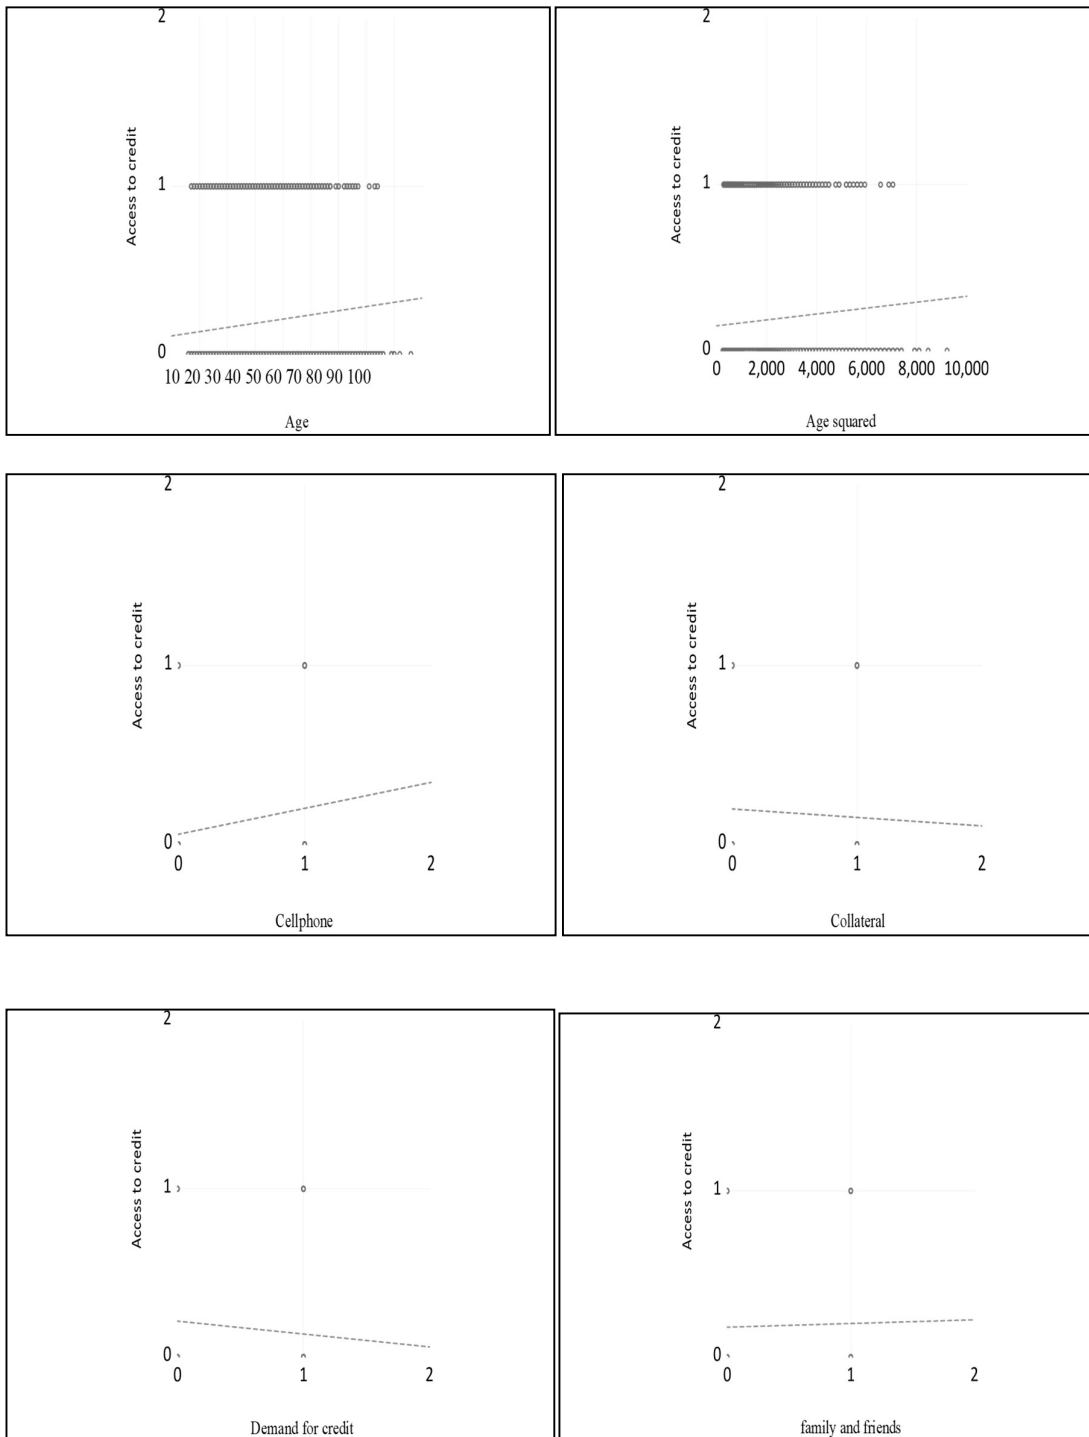 2
Access to credit
1
0
10 20 30 40 50 60 70 80 90 100
Age
2
Access to credit
1
0
0 2,000 4,000 6,000 8,000 10,000
Age squared
2
Access to credit
1
0
0 1 2
Cellphone
2
Access to credit
1
0
0 1 2
Collateral
2
Access to credit
1
0
0 1 2
Demand for credit
2
Access to credit
1
0
0 1 2
family and friends